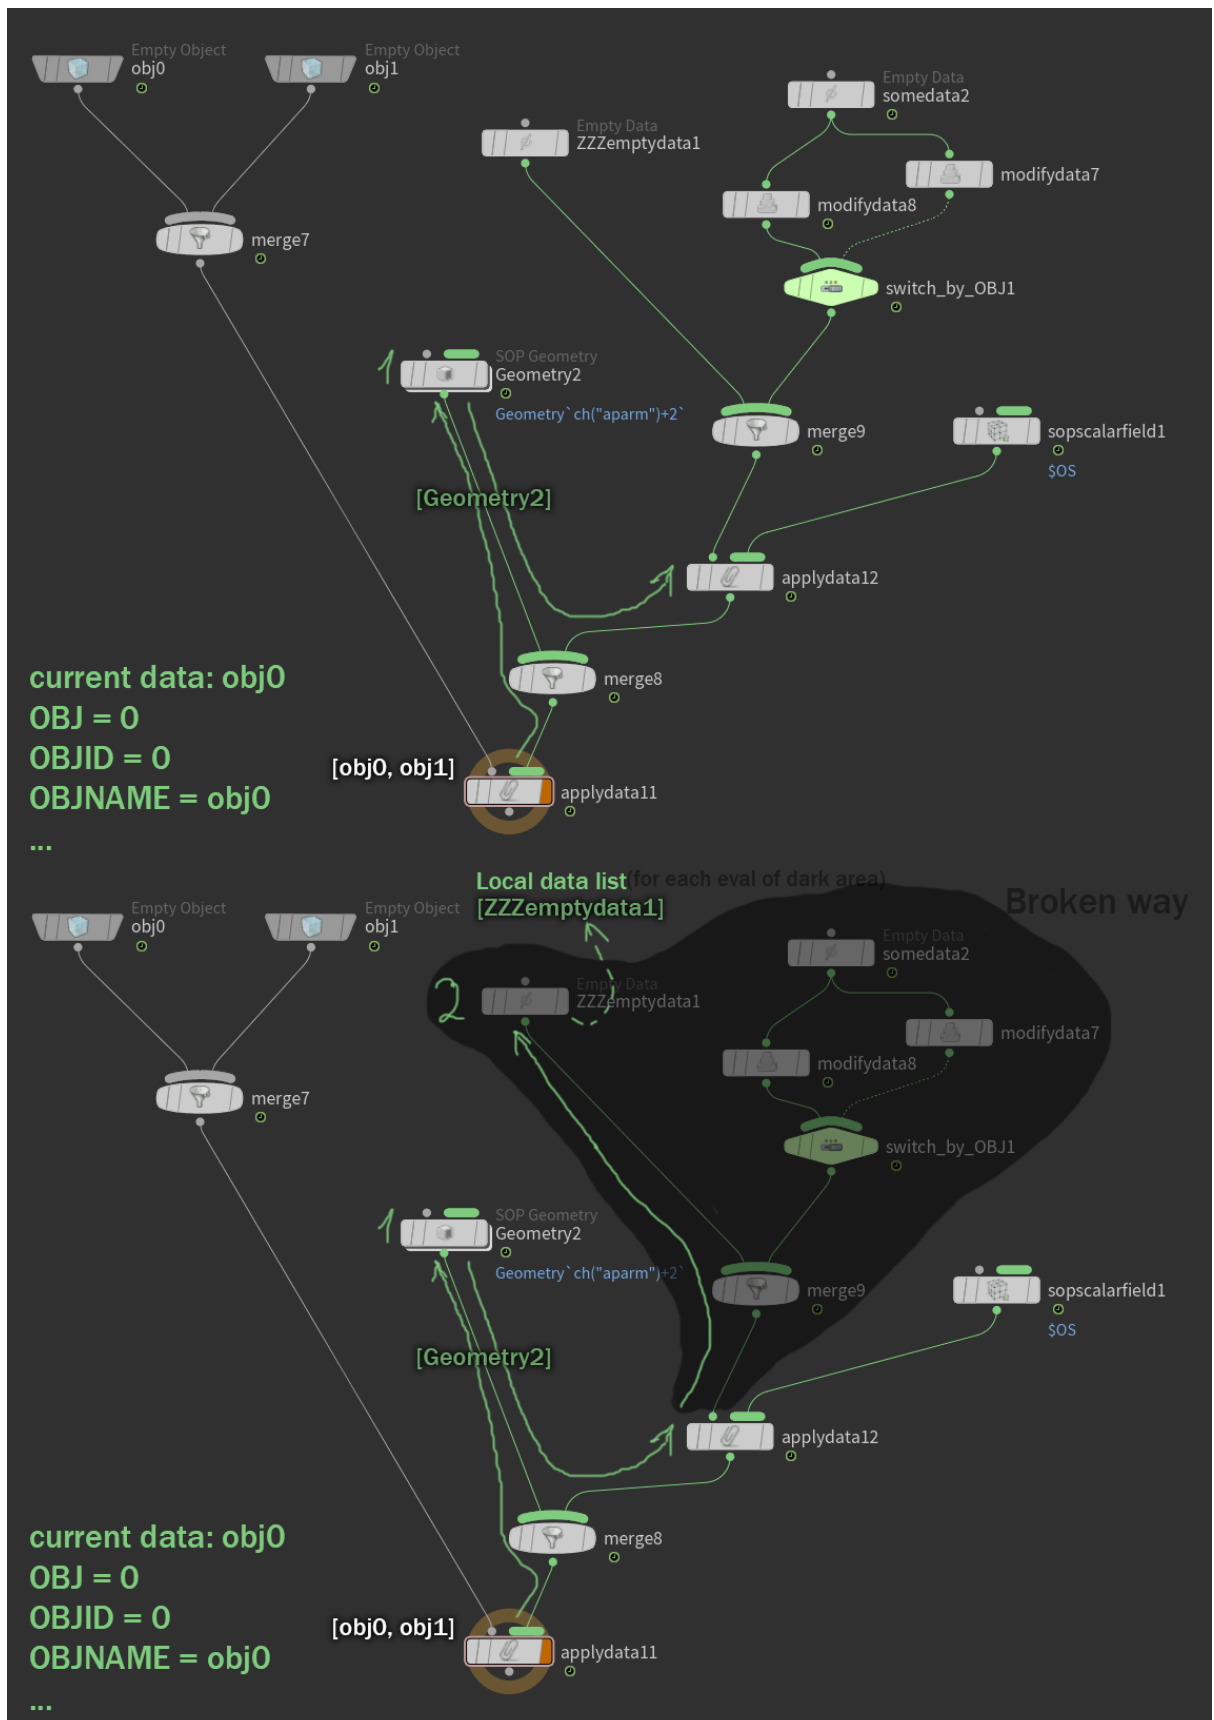 Empty Object
obj0
Empty Object
obj1
Empty Data
somedata2
Empty Data
ZZZemptydata1
modifydata7
modifydata8
merge7
switch_by_OBJ1
1
SOP Geometry
Geometry2
Geometry`ch("aparm")+2`
merge9
sopscalarfield1
$OS
[Geometry2]
applydata12
current data: obj0
OBJ = 0
OBJID = 0
OBJNAME = obj0
...
merge8
[obj0, obj1]
applydata11
Local data list (for each eval of dark area)
[ZZZemptydata1]
Broken way
Empty Object
obj0
Empty Object
obj1
Empty Data
somedata2
2
Empty Data
ZZZemptydata1
modifydata7
modifydata8
merge7
switch_by_OBJ1
1
SOP Geometry
Geometry2
Geometry`ch("aparm")+2`
merge9
sopscalarfield1
$OS
[Geometry2]
applydata12
current data: obj0
OBJ = 0
OBJID = 0
OBJNAME = obj0
...
merge8
[obj0, obj1]
applydata11